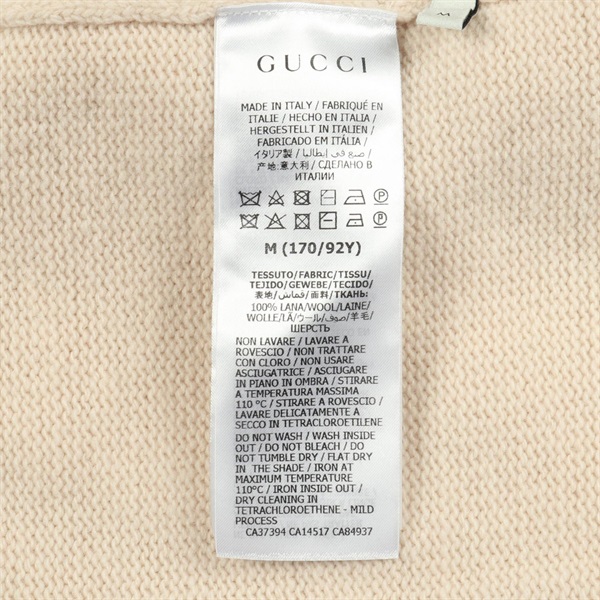 M
GUCCI
MADE IN ITALY / FABRIQUÉ EN
ITALIE / HECHO EN ITALIA /
HERGESTELLT IN ITALIEN /
FABRICADO EM ITÁLIA /
イタリア製 / صنع في إيطاليا /
产地:意大利 / СДЕЛАНО В
ИТАЛИИ
M (170/92Y)
TESSUTO/FABRIC/TISSU/
TEJIDO/GEWEBE/TECIDO/
表地/قماش/面料/ТКАНЬ:
100% LANA/WOOL/LAINE/
WOLLE/LÃ/ウール/صوف/羊毛/
ШЕРСТЬ
NON LAVARE / LAVARE A
ROVESCIO / NON TRATTARE
CON CLORO / NON USARE
ASCIUGATRICE / ASCIUGARE
IN PIANO IN OMBRA / STIRARE
A TEMPERATURA MASSIMA
110 °C / STIRARE A ROVESCIO /
LAVARE DELICATAMENTE A
SECCO IN TETRACLOROETILENE
DO NOT WASH / WASH INSIDE
OUT / DO NOT BLEACH / DO
NOT TUMBLE DRY / FLAT DRY
IN THE SHADE / IRON AT
MAXIMUM TEMPERATURE
110°C / IRON INSIDE OUT /
DRY CLEANING IN
TETRACHLOROETHENE - MILD
PROCESS
CA37394 CA14517 CA84937